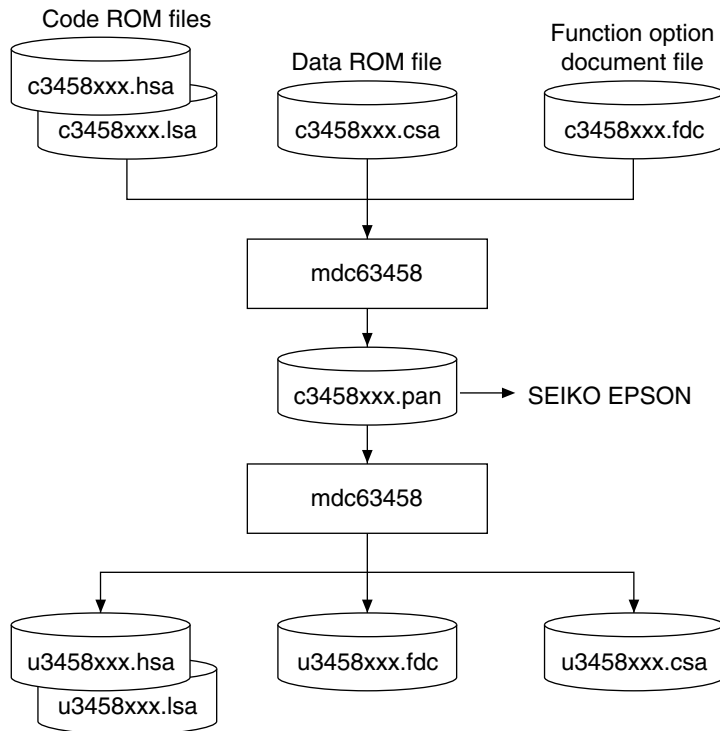 Code ROM files
c3458xxx.hsa
c3458xxx.lsa
Data ROM file
c3458xxx.csa
Function option
document file
c3458xxx.fdc
mdc63458
c3458xxx.pan
SEIKO EPSON
mdc63458
u3458xxx.hsa
u3458xxx.lsa
u3458xxx.fdc
u3458xxx.csa